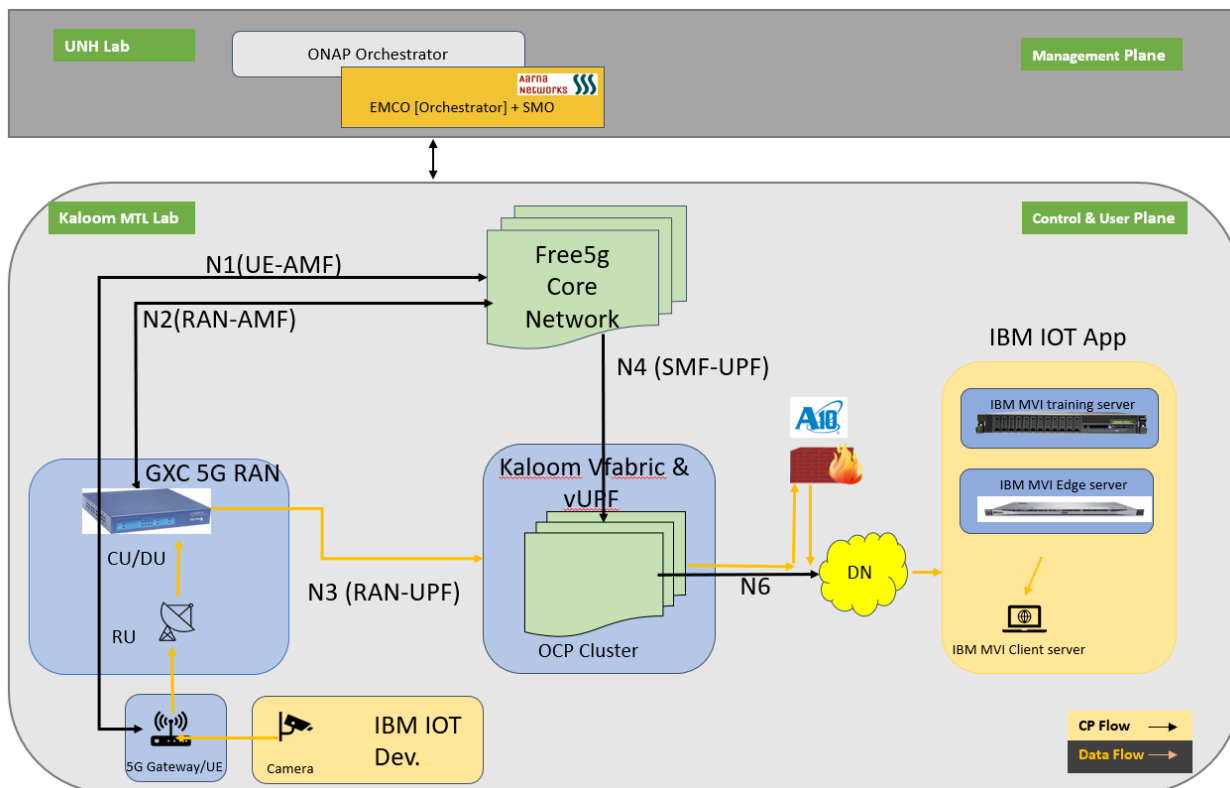 UNH Lab
ONAP Orchestrator
Management Plane
Aarna
Networks
EMCO [Orchestrator] + SMO
Kaloom MTL Lab
Control & User Plane
Free5g
Core
Network
N1(UE-AMF)
N2(RAN-AMF)
N4 (SMF-UPF)
IBM IOT App
IBM MVI training server
A10
IBM MVI Edge server
GXC 5G RAN
Kaloom Vfabric &
vUPF
CU/DU
N3 (RAN-UPF)
N6
DN
RU
OCP Cluster
IBM MVI Client server
5G Gateway/UE
Camera
IBM IOT
Dev.
CP Flow
Data Flow